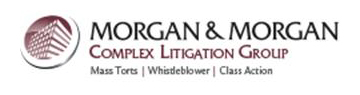 MORGAN & MORGAN
COMPLEX LITIGATION GROUP
Mass Torts | Whistleblower | Class Action